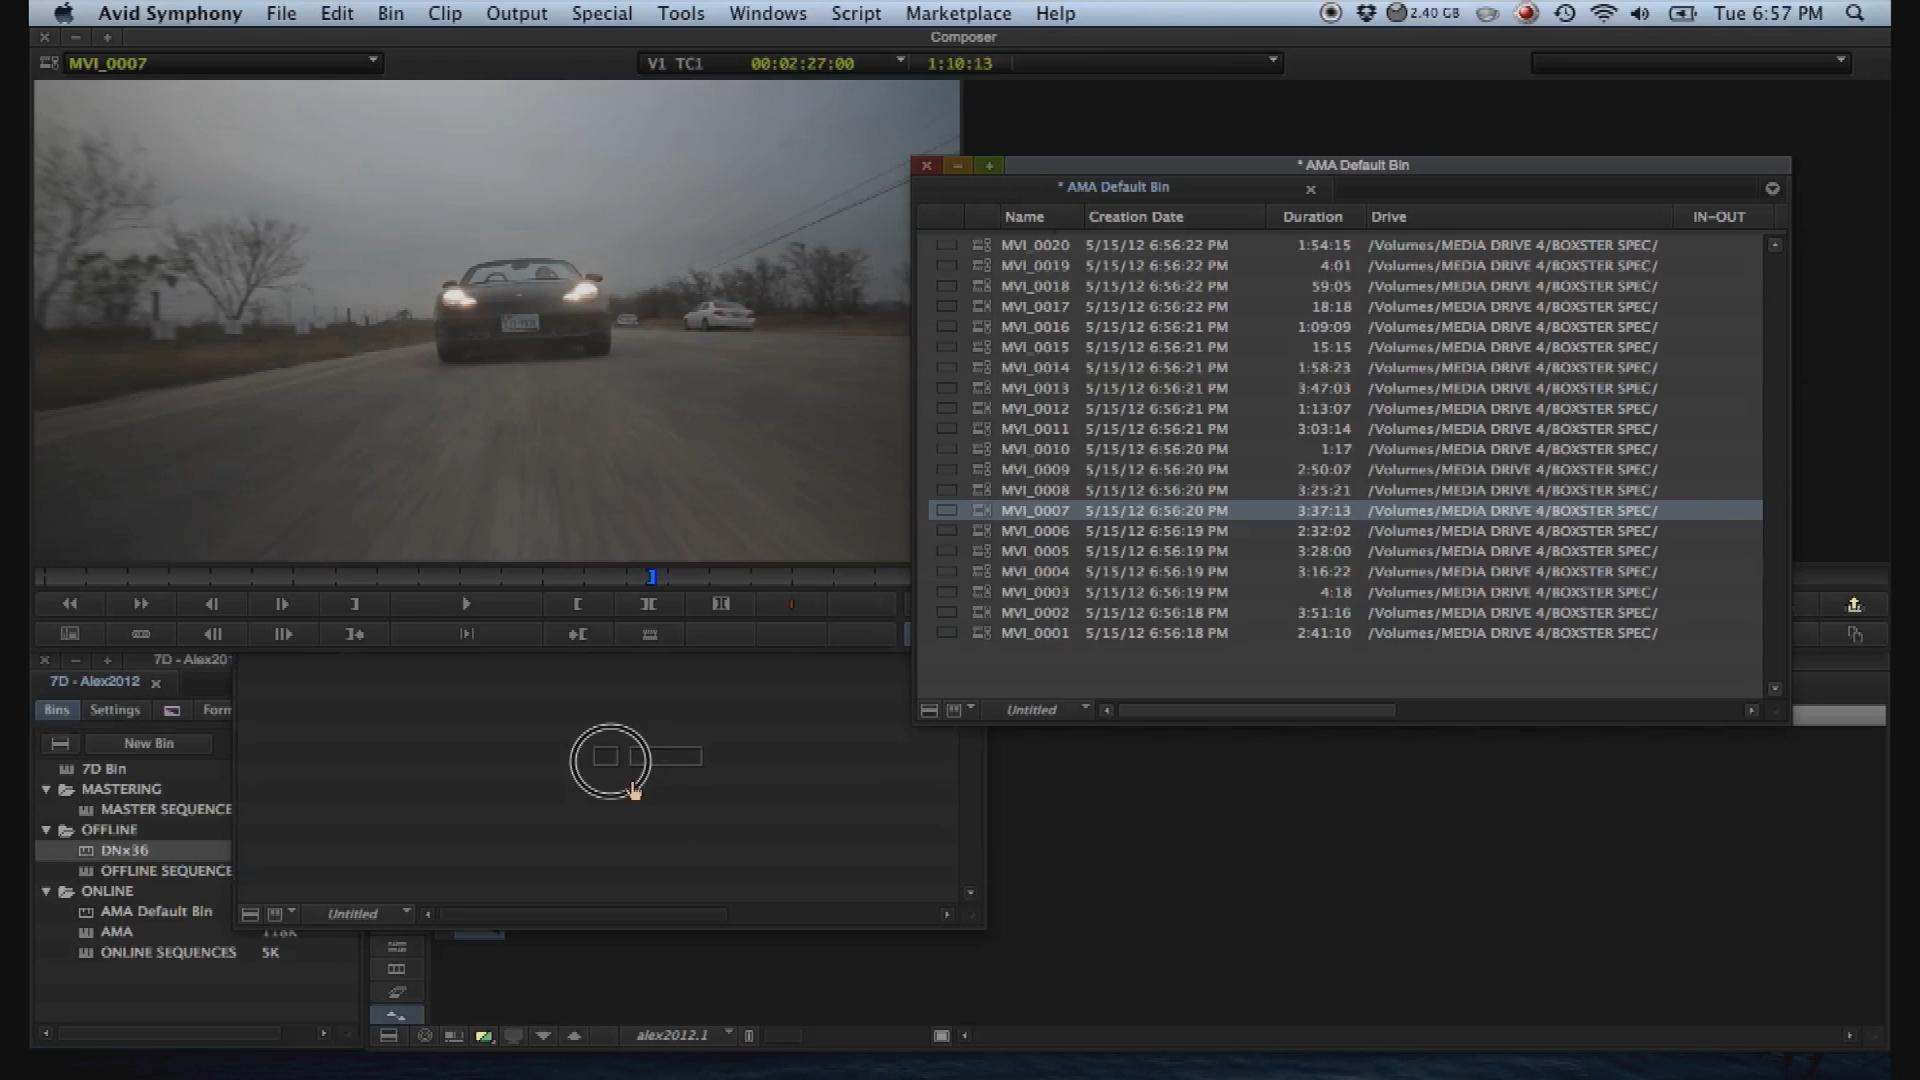 Avid Symphony File Edit Bin Clip Output Special Tools Windows Script Marketplace Help 2.40 GB Tue 6:57 PM
Composer
MVI_0007 V1 TC1 00:02:27:00 1:10:13
* AMA Default Bin
* AMA Default Bin
Name Creation Date Duration Drive IN-OUT
MVI_0020 5/15/12 6:56:22 PM 1:54:15 /Volumes/MEDIA DRIVE 4/BOXSTER SPEC/
MVI_0019 5/15/12 6:56:22 PM 4:01 /Volumes/MEDIA DRIVE 4/BOXSTER SPEC/
MVI_0018 5/15/12 6:56:22 PM 59:05 /Volumes/MEDIA DRIVE 4/BOXSTER SPEC/
MVI_0017 5/15/12 6:56:22 PM 18:18 /Volumes/MEDIA DRIVE 4/BOXSTER SPEC/
MVI_0016 5/15/12 6:56:21 PM 1:09:09 /Volumes/MEDIA DRIVE 4/BOXSTER SPEC/
MVI_0015 5/15/12 6:56:21 PM 15:15 /Volumes/MEDIA DRIVE 4/BOXSTER SPEC/
MVI_0014 5/15/12 6:56:21 PM 1:58:23 /Volumes/MEDIA DRIVE 4/BOXSTER SPEC/
MVI_0013 5/15/12 6:56:21 PM 3:47:03 /Volumes/MEDIA DRIVE 4/BOXSTER SPEC/
MVI_0012 5/15/12 6:56:21 PM 1:13:07 /Volumes/MEDIA DRIVE 4/BOXSTER SPEC/
MVI_0011 5/15/12 6:56:21 PM 3:03:14 /Volumes/MEDIA DRIVE 4/BOXSTER SPEC/
MVI_0010 5/15/12 6:56:20 PM 1:17 /Volumes/MEDIA DRIVE 4/BOXSTER SPEC/
MVI_0009 5/15/12 6:56:20 PM 2:50:07 /Volumes/MEDIA DRIVE 4/BOXSTER SPEC/
MVI_0008 5/15/12 6:56:20 PM 3:25:21 /Volumes/MEDIA DRIVE 4/BOXSTER SPEC/
MVI_0007 5/15/12 6:56:20 PM 3:37:13 /Volumes/MEDIA DRIVE 4/BOXSTER SPEC/
MVI_0006 5/15/12 6:56:19 PM 2:32:02 /Volumes/MEDIA DRIVE 4/BOXSTER SPEC/
MVI_0005 5/15/12 6:56:19 PM 3:28:00 /Volumes/MEDIA DRIVE 4/BOXSTER SPEC/
MVI_0004 5/15/12 6:56:19 PM 3:16:22 /Volumes/MEDIA DRIVE 4/BOXSTER SPEC/
MVI_0003 5/15/12 6:56:19 PM 4:18 /Volumes/MEDIA DRIVE 4/BOXSTER SPEC/
MVI_0002 5/15/12 6:56:18 PM 3:51:16 /Volumes/MEDIA DRIVE 4/BOXSTER SPEC/
MVI_0001 5/15/12 6:56:18 PM 2:41:10 /Volumes/MEDIA DRIVE 4/BOXSTER SPEC/
Untitled
7D - Alex201
7D - Alex2012
Bins Settings Form
New Bin
7D Bin
MASTERING
MASTER SEQUENCE
OFFLINE
DNx36
OFFLINE SEQUENCE
ONLINE
AMA Default Bin
AMA 118K
ONLINE SEQUENCES 5K
Untitled
alex2012.1